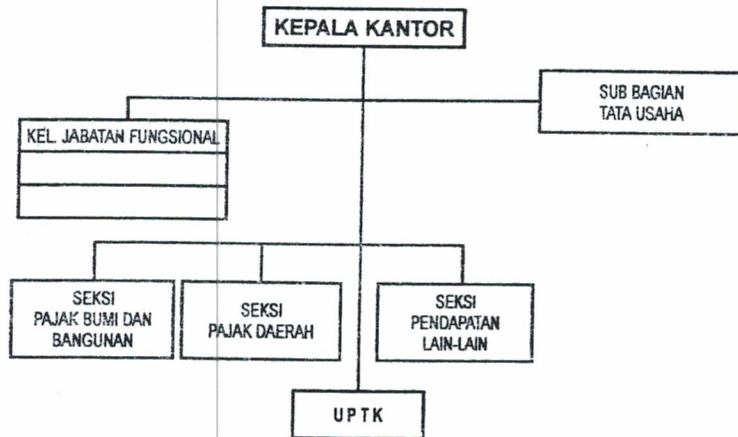 KEPALA KANTOR
SUB BAGIAN
TATA USAHA
KEL. JABATAN FUNGSIONAL
SEKSI
PAJAK BUMI DAN
BANGUNAN
SEKSI
PAJAK DAERAH
SEKSI
PENDAPATAN
LAIN-LAIN
UPTK